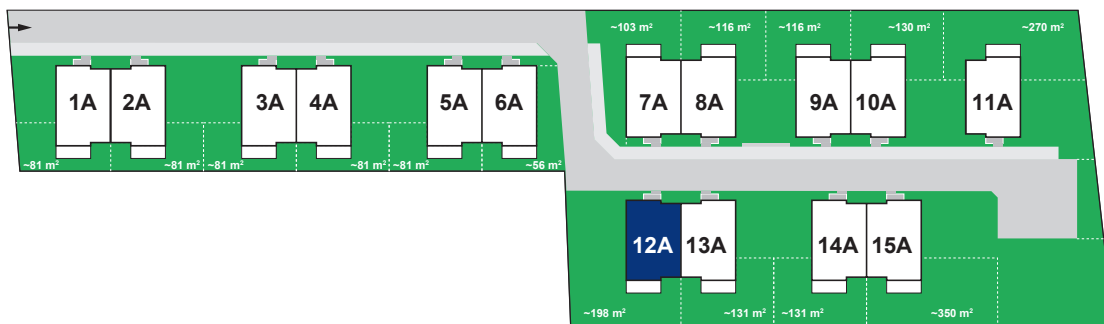 ~103 m²
~116 m²
~116 m²
~130 m²
~270 m²
1A
2A
3A
4A
5A
6A
7A
8A
9A
10A
11A
~81 m²
~81 m²
~81 m²
~81 m²
~81 m²
~56 m²
12A
13A
14A
15A
~198 m²
~131 m²
~131 m²
~350 m²